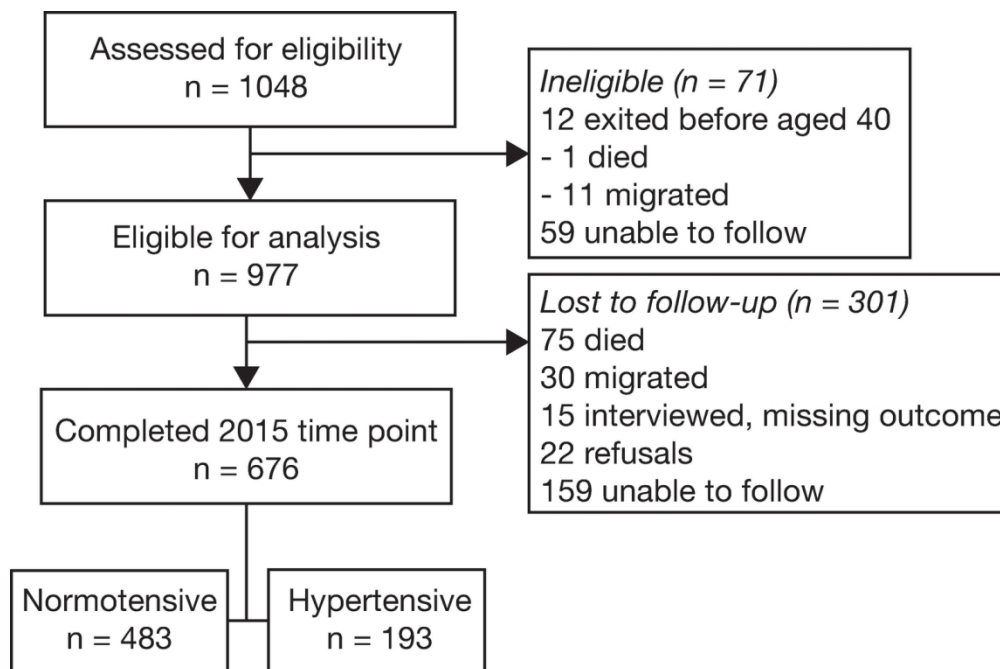 Assessed for eligibility
n = 1048
Ineligible (n = 71)
12 exited before aged 40
- 1 died
- 11 migrated
59 unable to follow
Eligible for analysis
n = 977
Lost to follow-up (n = 301)
75 died
30 migrated
15 interviewed, missing outcome
22 refusals
159 unable to follow
Completed 2015 time point
n = 676
Normotensive
n = 483
Hypertensive
n = 193